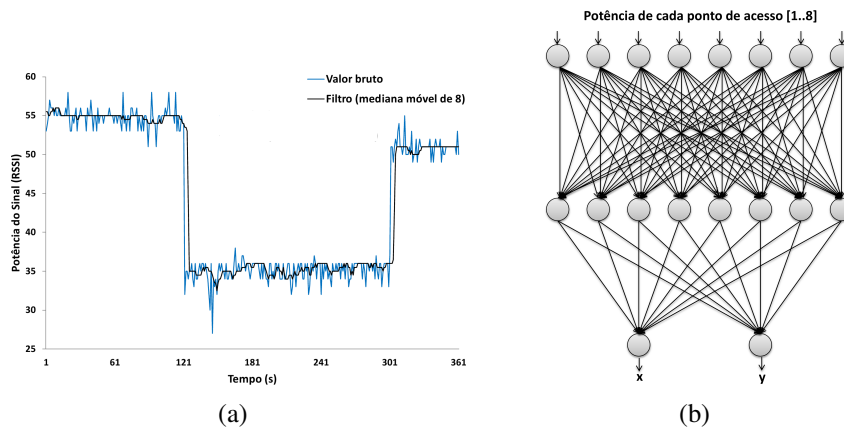 Potência de cada ponto de acesso [1..8]
60
55
50
45
40
35
30
25
Potência do Sinal (RSSI)
Valor bruto
Filtro (mediana móvel de 8)
1 61 121 181 241 301 361
Tempo (s)
x y
(a) (b)